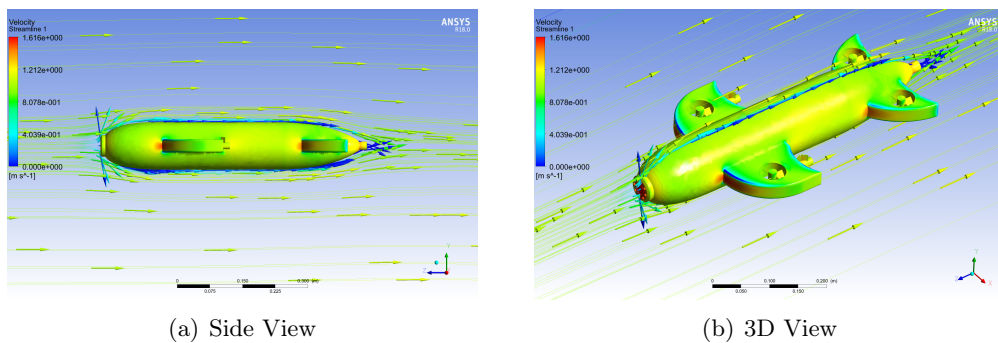 Velocity
Streamline 1
1.616e+000
1.212e+000
8.078e-001
4.039e-001
0.000e+000
[m s^-1]
ANSYS
R18.0
Y
Z
0
0.150
0.300 (m)
0.075
0.225
(a) Side View
Velocity
Streamline 1
1.616e+000
1.212e+000
8.078e-001
4.039e-001
0.000e+000
[m s^-1]
ANSYS
R18.0
Y
Z
X
0
0.100
0.200 (m)
0.050
0.150
(b) 3D View